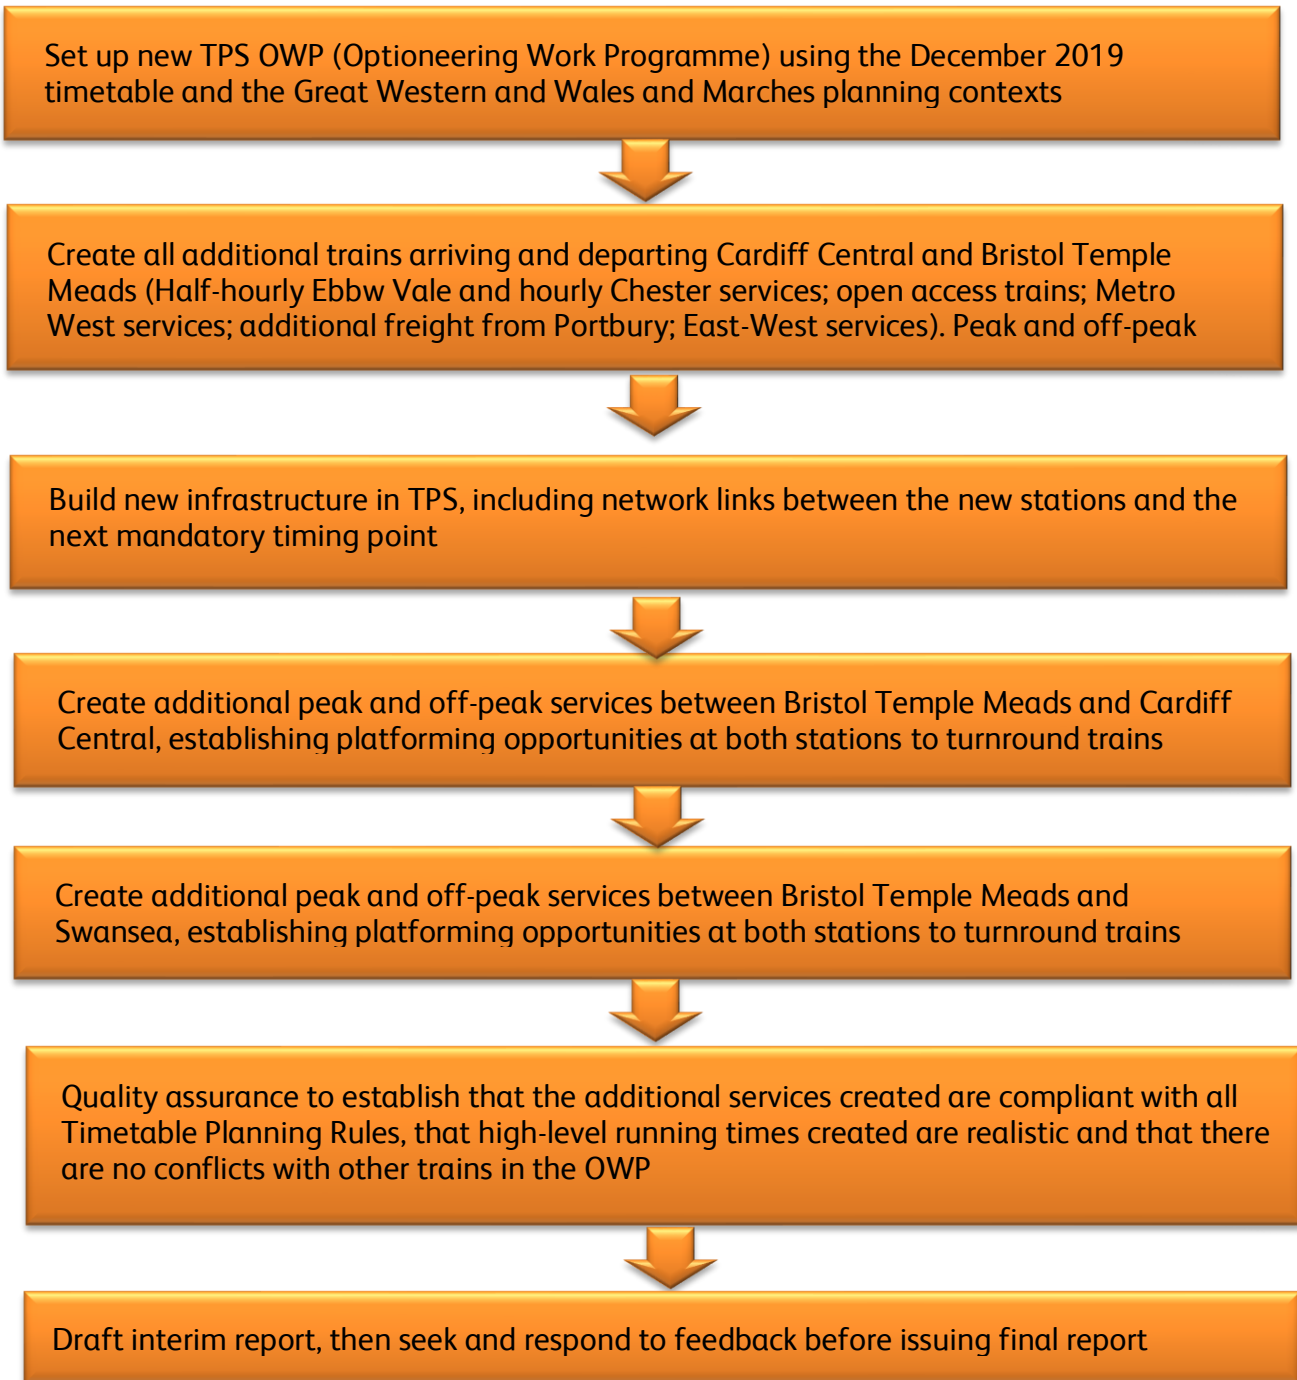 Set up new TPS OWP (Optioneering Work Programme) using the December 2019
timetable and the Great Western and Wales and Marches planning contexts
Create all additional trains arriving and departing Cardiff Central and Bristol Temple
Meads (Half-hourly Ebbw Vale and hourly Chester services; open access trains; Metro
West services; additional freight from Portbury; East-West services). Peak and off-peak
Build new infrastructure in TPS, including network links between the new stations and the
next mandatory timing point
Create additional peak and off-peak services between Bristol Temple Meads and Cardiff
Central, establishing platforming opportunities at both stations to turnround trains
Create additional peak and off-peak services between Bristol Temple Meads and
Swansea, establishing platforming opportunities at both stations to turnround trains
Quality assurance to establish that the additional services created are compliant with all
Timetable Planning Rules, that high-level running times created are realistic and that there
are no conflicts with other trains in the OWP
Draft interim report, then seek and respond to feedback before issuing final report